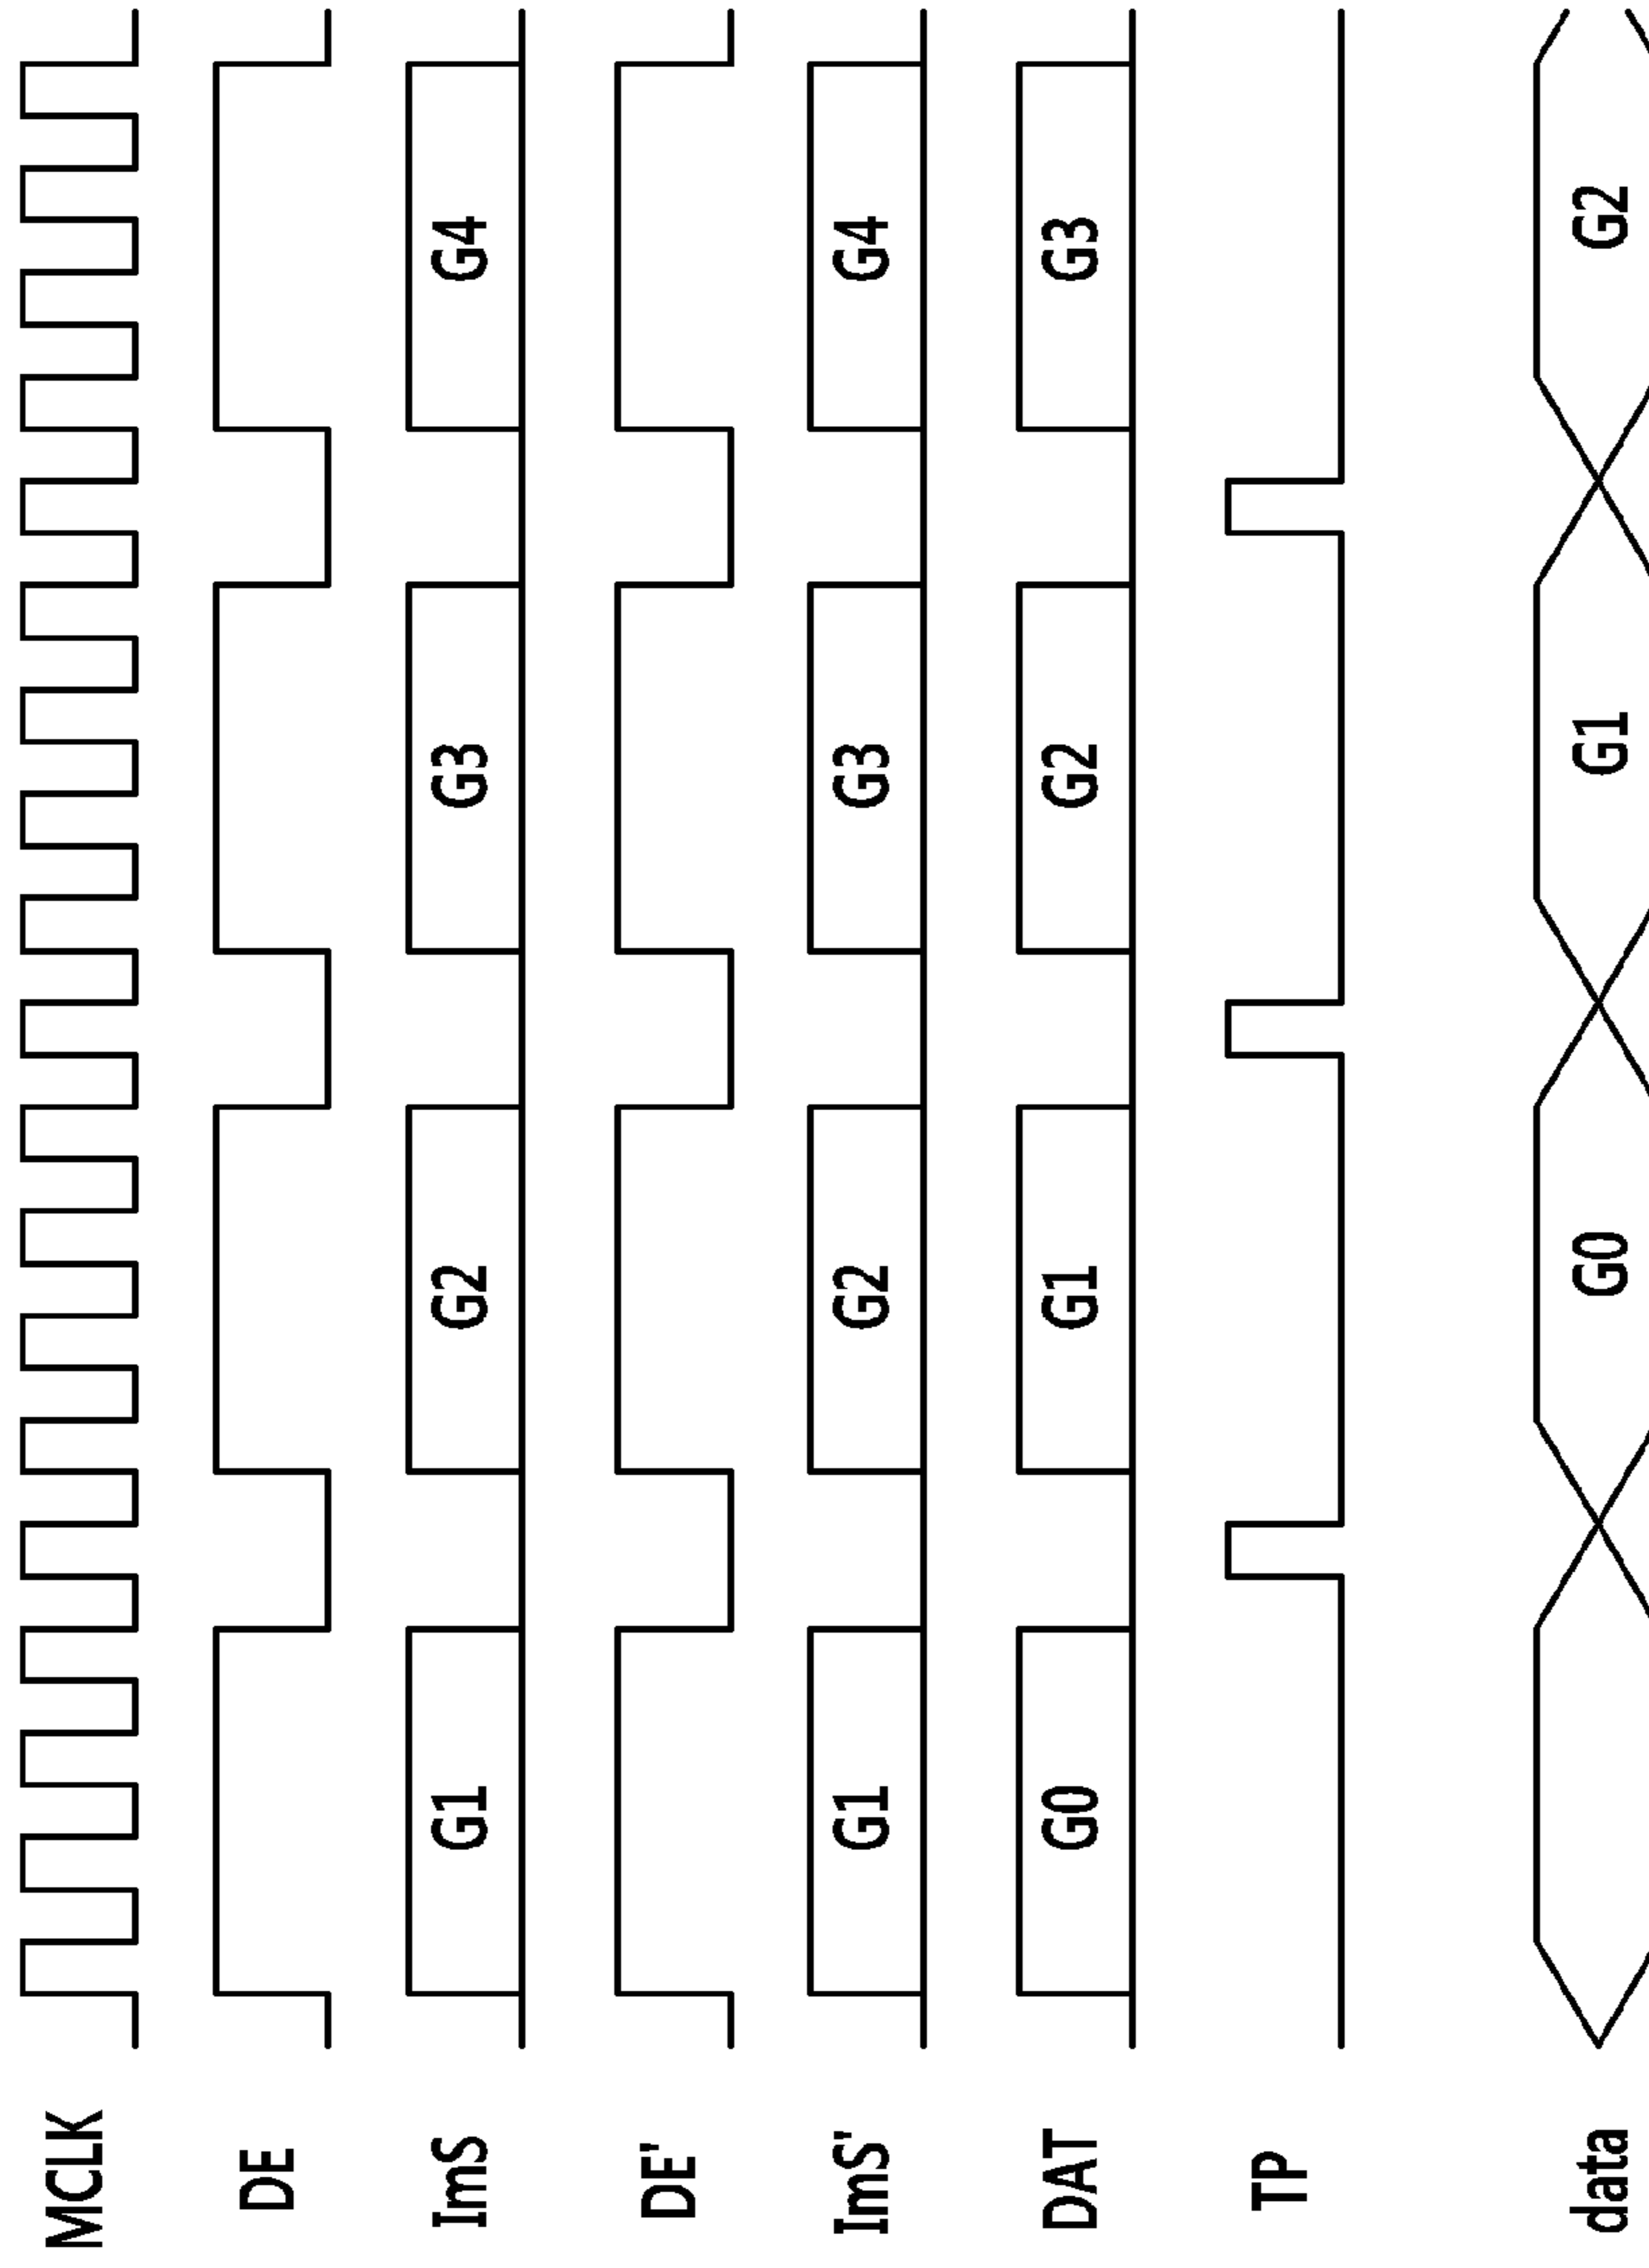 MCLK
DE
ImS G1 G2 G3 G4
DE'
ImS' G1 G2 G3 G4
DAT G0 G1 G2 G3
TP
data G0 G1 G2